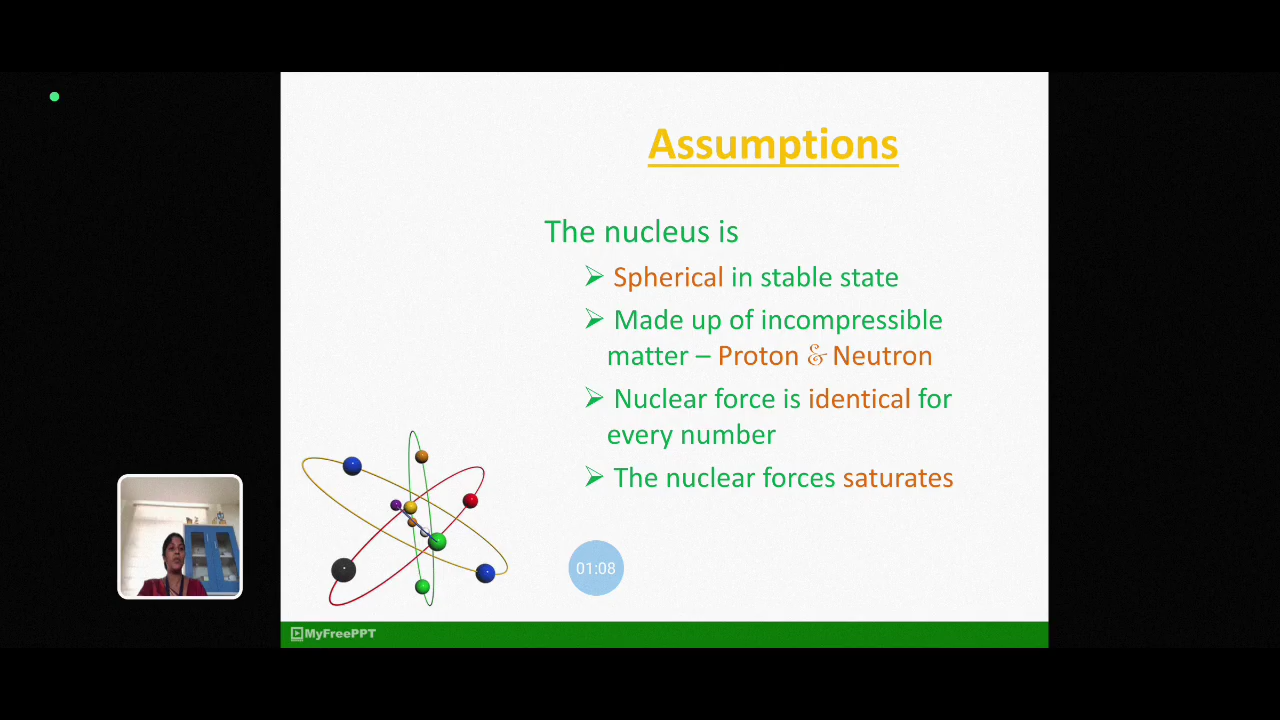 Assumptions
The nucleus is
➢ Spherical in stable state
➢ Made up of incompressible
matter – Proton & Neutron
➢ Nuclear force is identical for
every number
➢ The nuclear forces saturates
01:08
MyFreePPT